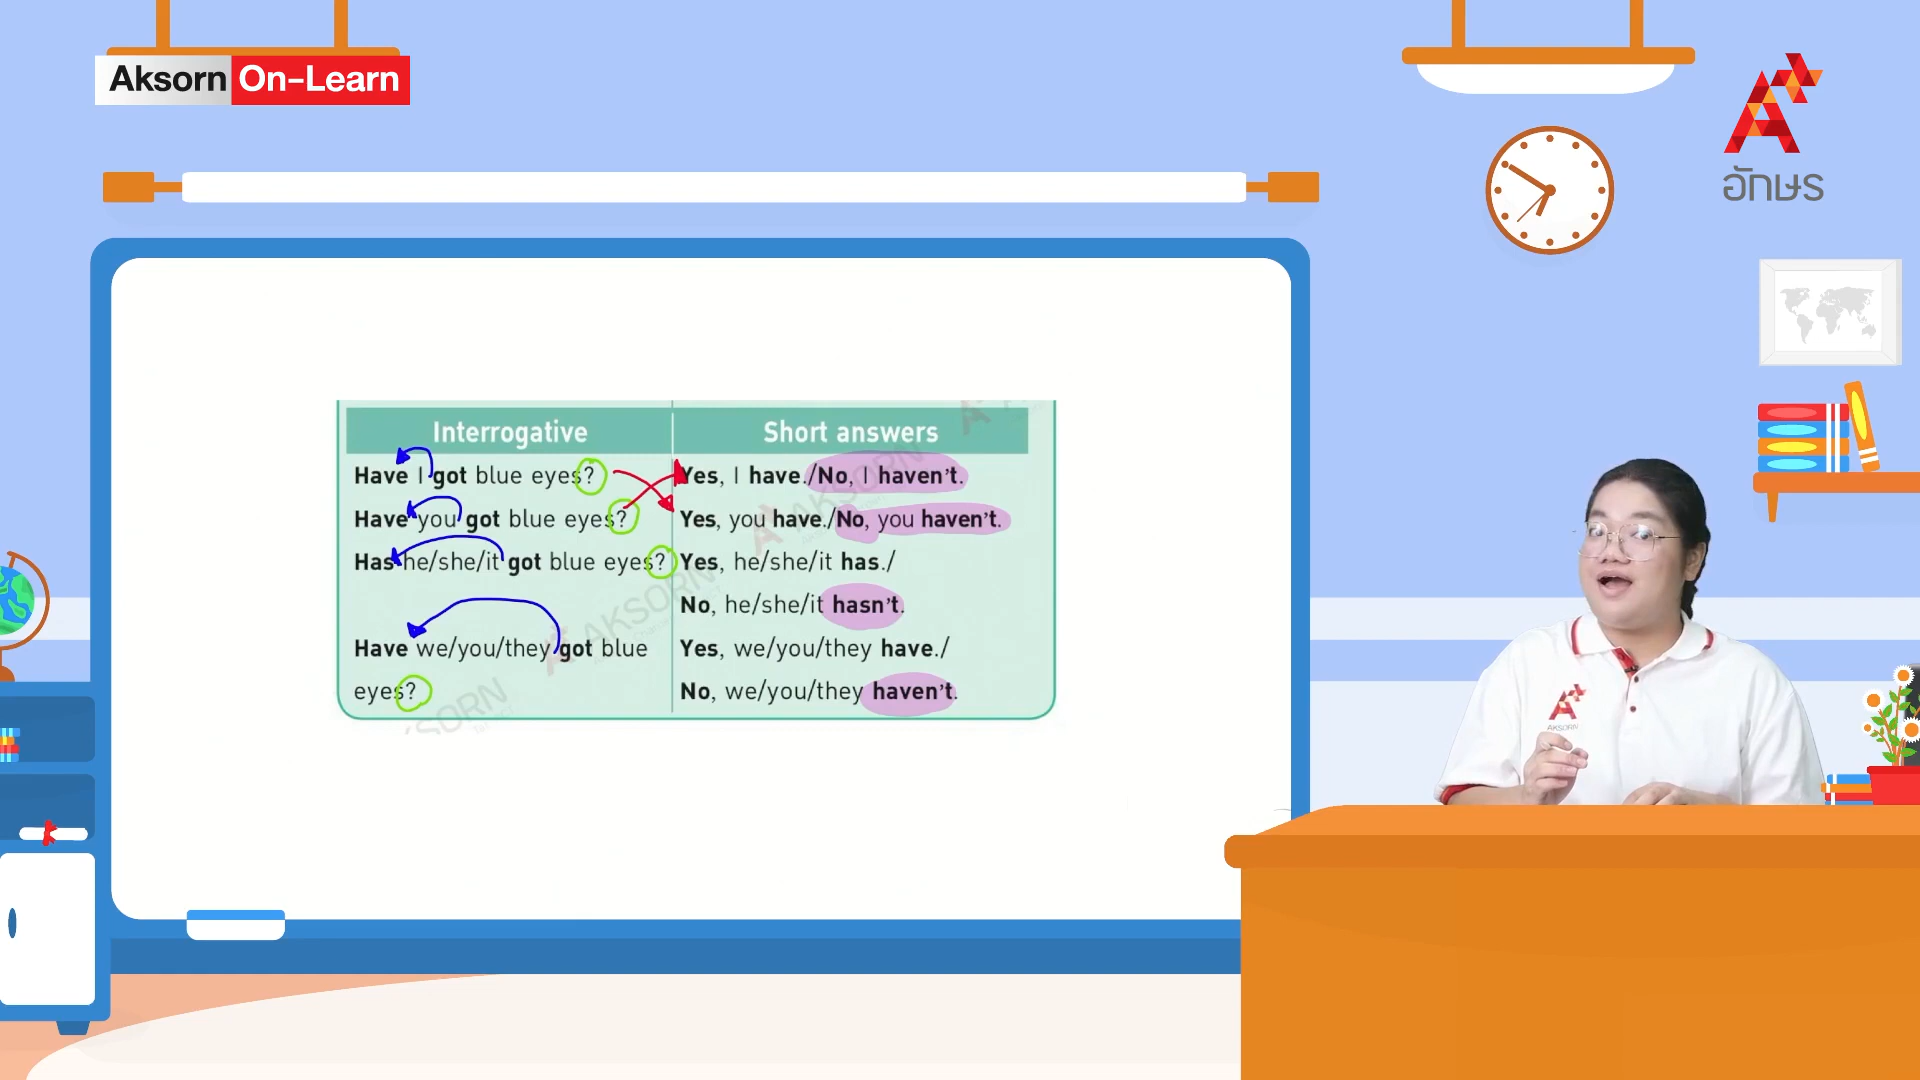 Aksorn On-Learn
อักษร
Interrogative
Short answers
Have I got blue eyes?
Yes, I have./No, I haven't.
Have you got blue eyes?
Yes, you have./No, you haven't.
Has he/she/it got blue eyes?
Yes, he/she/it has./
No, he/she/it hasn't.
Have we/you/they got blue
Yes, we/you/they have./
eyes?
No, we/you/they haven't.
AKSORN
AKSORN
AKSORN